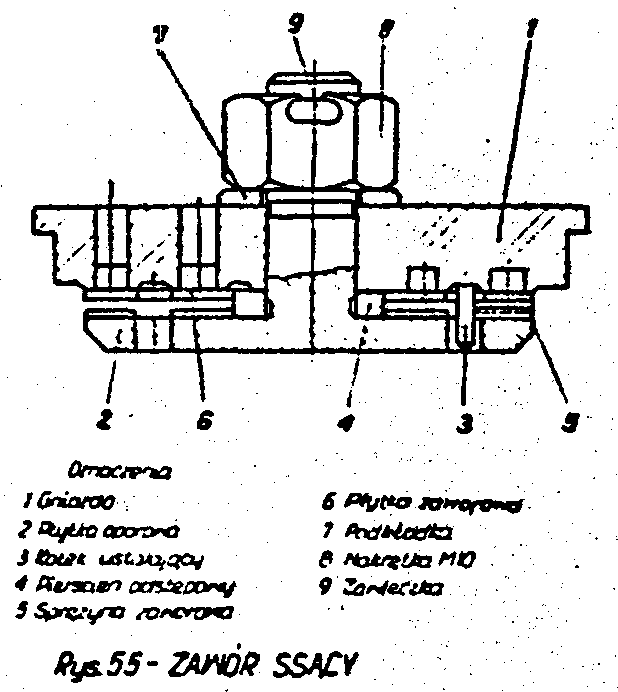 7 9 8 1
2 6 4 3 5
Oznaczenia
1 Gniazdo
2 Płytka oporowa
3 Kołek ustalający
4 Pierścień odstępowy
5 Sprężyna zaworowa
6 Płytka zaworowa
7 Podkładka
8 Nakrętka M10
9 Zawleczka
Rys. 55 - ZAWÓR SSĄCY